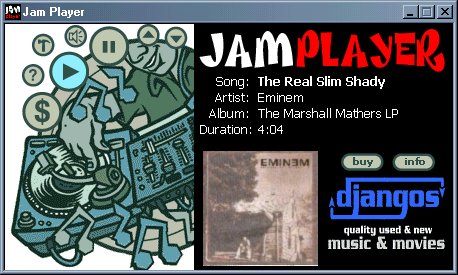 Jam Player
T
?
$
JAMPLAYER
Song: The Real Slim Shady
Artist: Eminem
Album: The Marshall Mathers LP
Duration: 4:04
EMINEM
buy
info
djangos
quality used & new
music & movies